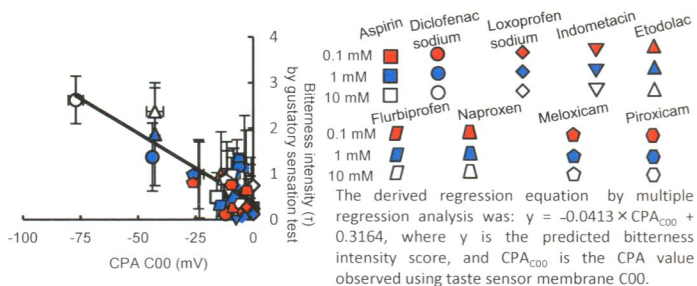 Aspirin Diclofenac sodium Loxoprofen sodium Indometacin Etodolac
0.1 mM
1 mM
10 mM
Flurbiprofen Naproxen Meloxicam Piroxicam
0.1 mM
1 mM
10 mM
4
3
2
1
0
Bitterness intensity (τ)
by gustatory sensation test
-100 -75 -50 -25 0
CPA C00 (mV)
The derived regression equation by multiple
regression analysis was: y = -0.0413 × CPA_C00 +
0.3164, where y is the predicted bitterness
intensity score, and CPA_C00 is the CPA value
observed using taste sensor membrane C00.